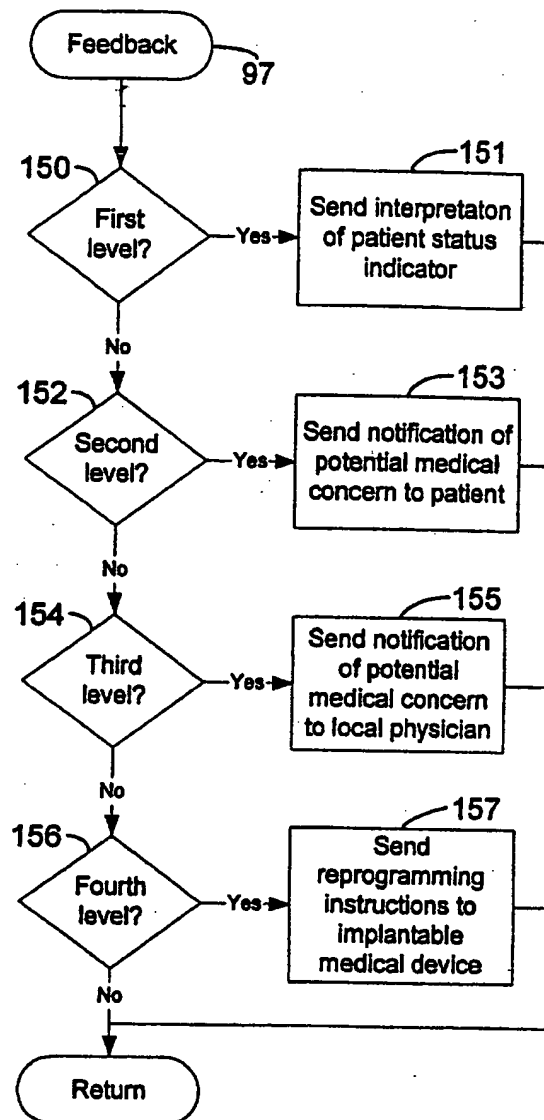 Feedback
97
150
First
level?
Yes
151
Send interpretaton
of patient status
indicator
No
152
Second
level?
Yes
153
Send notification of
potential medical
concern to patient
No
154
Third
level?
Yes
155
Send notification
of potential
medical concern
to local physician
No
156
Fourth
level?
Yes
157
Send
reprogramming
instructions to
implantable
medical device
No
Return